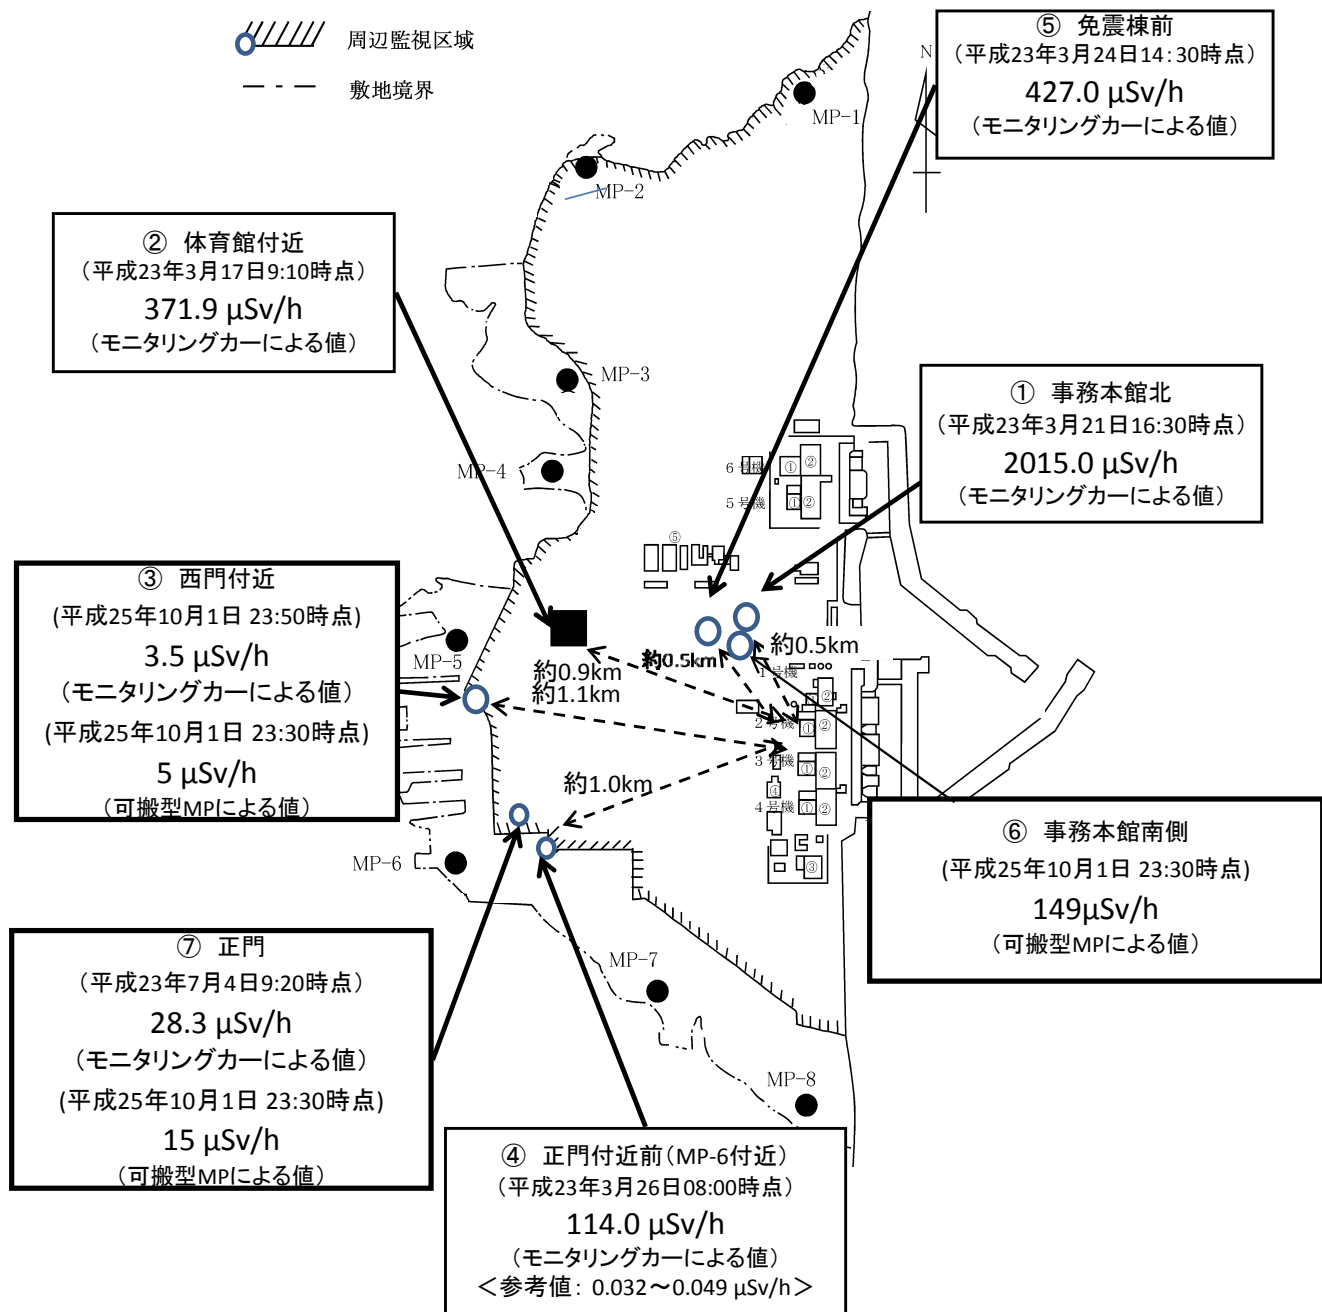 周辺監視区域
敷地境界
⑤ 免震棟前
(平成23年3月24日14:30時点)
427.0 μSv/h
(モニタリングカーによる値)
N
MP-1
MP-2
② 体育館付近
(平成23年3月17日9:10時点)
371.9 μSv/h
(モニタリングカーによる値)
MP-3
① 事務本館北
(平成23年3月21日16:30時点)
2015.0 μSv/h
(モニタリングカーによる値)
MP-4
6号機
①
②
5号機
①
②
⑤
③ 西門付近
(平成25年10月1日 23:50時点)
3.5 μSv/h
(モニタリングカーによる値)
(平成25年10月1日 23:30時点)
5 μSv/h
(可搬型MPによる値)
MP-5
約0.9km
約1.1km
約0.5km
約0.5km
1号機
②
2号機
①
②
3号機
①
②
約1.0km
④
4号機
①
②
③
MP-6
⑥ 事務本館南側
(平成25年10月1日 23:30時点)
149μSv/h
(可搬型MPによる値)
⑦ 正門
(平成23年7月4日9:20時点)
28.3 μSv/h
(モニタリングカーによる値)
(平成25年10月1日 23:30時点)
15 μSv/h
(可搬型MPによる値)
MP-7
MP-8
④ 正門付近前(MP-6付近)
(平成23年3月26日08:00時点)
114.0 μSv/h
(モニタリングカーによる値)
<参考値: 0.032～0.049 μSv/h>